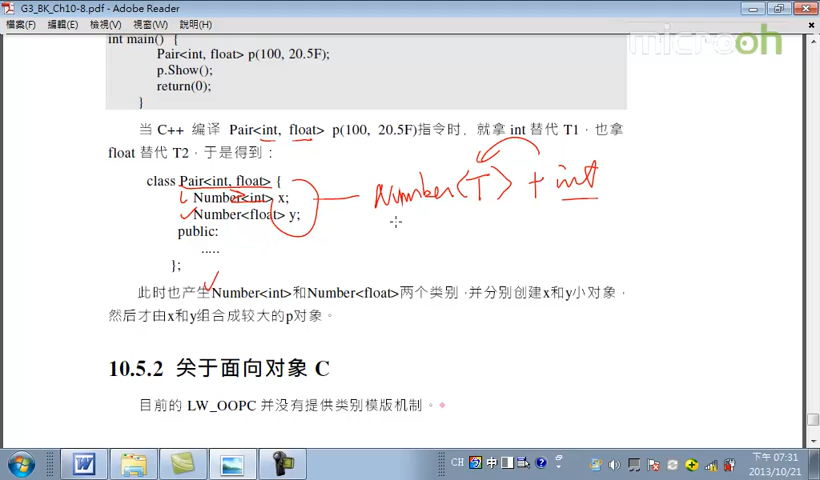 G3_BK_Ch10-8.pdf - Adobe Reader
檔案(F) 編輯(E) 檢視(V) 視窗(W) 說明(H)
microoh
int main() {
Pair<int, float> p(100, 20.5F);
p.Show();
return(0);
}
当 C++ 编译 Pair<int, float> p(100, 20.5F)指令时，就拿 int 替代 T1，也拿
float 替代 T2，于是得到：
class Pair<int, float> {
Number<int> x;
Number<float> y;
public:
.....
};
Number<T> + int
此时也产生Number<int>和Number<float>两个类别，并分别创建x和y小对象，
然后才由x和y组合成较大的p对象。
10.5.2 关于面向对象 C
目前的 LW_OOPC 并没有提供类别模版机制。
CH 中
下午 07:31
2013/10/21